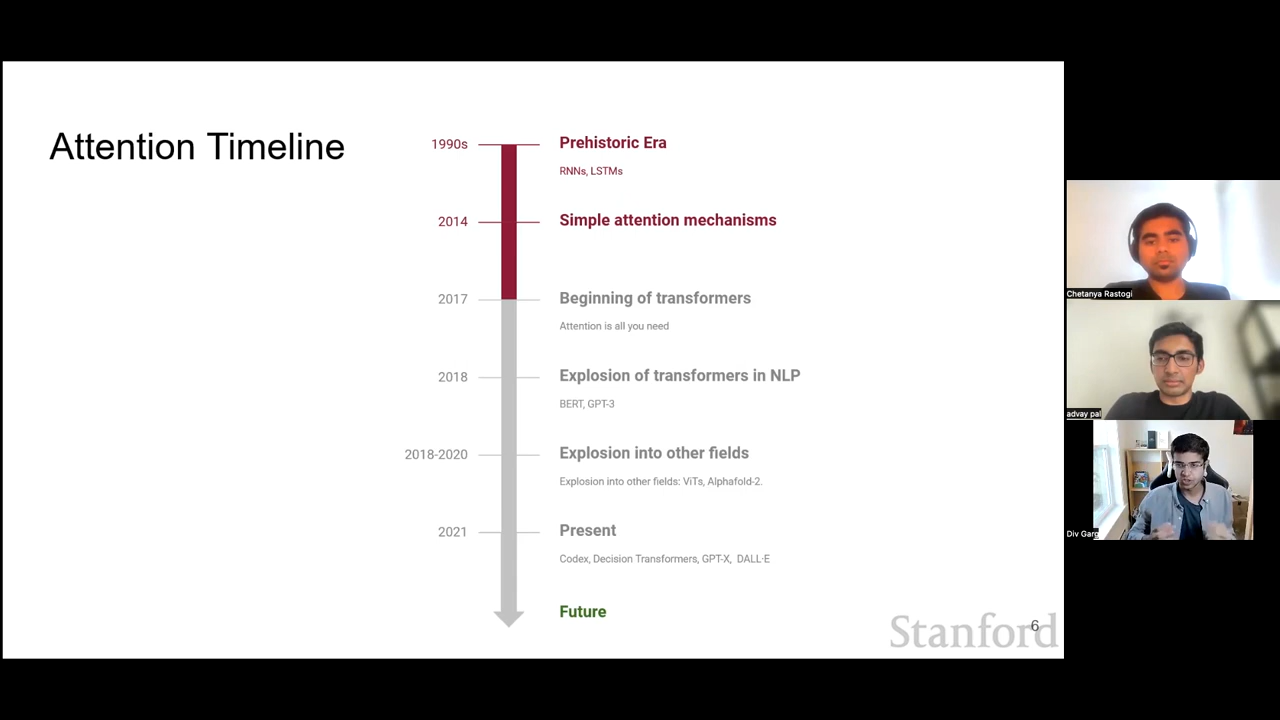 Attention Timeline
1990s
Prehistoric Era
RNNs, LSTMs
2014
Simple attention mechanisms
2017
Beginning of transformers
Attention is all you need
2018
Explosion of transformers in NLP
BERT, GPT-3
2018-2020
Explosion into other fields
Explosion into other fields: ViTs, Alphafold-2.
2021
Present
Codex, Decision Transformers, GPT-X, DALL·E
Future
Stanford
6
Chetanya Rastogi
advay pal
Div Garg